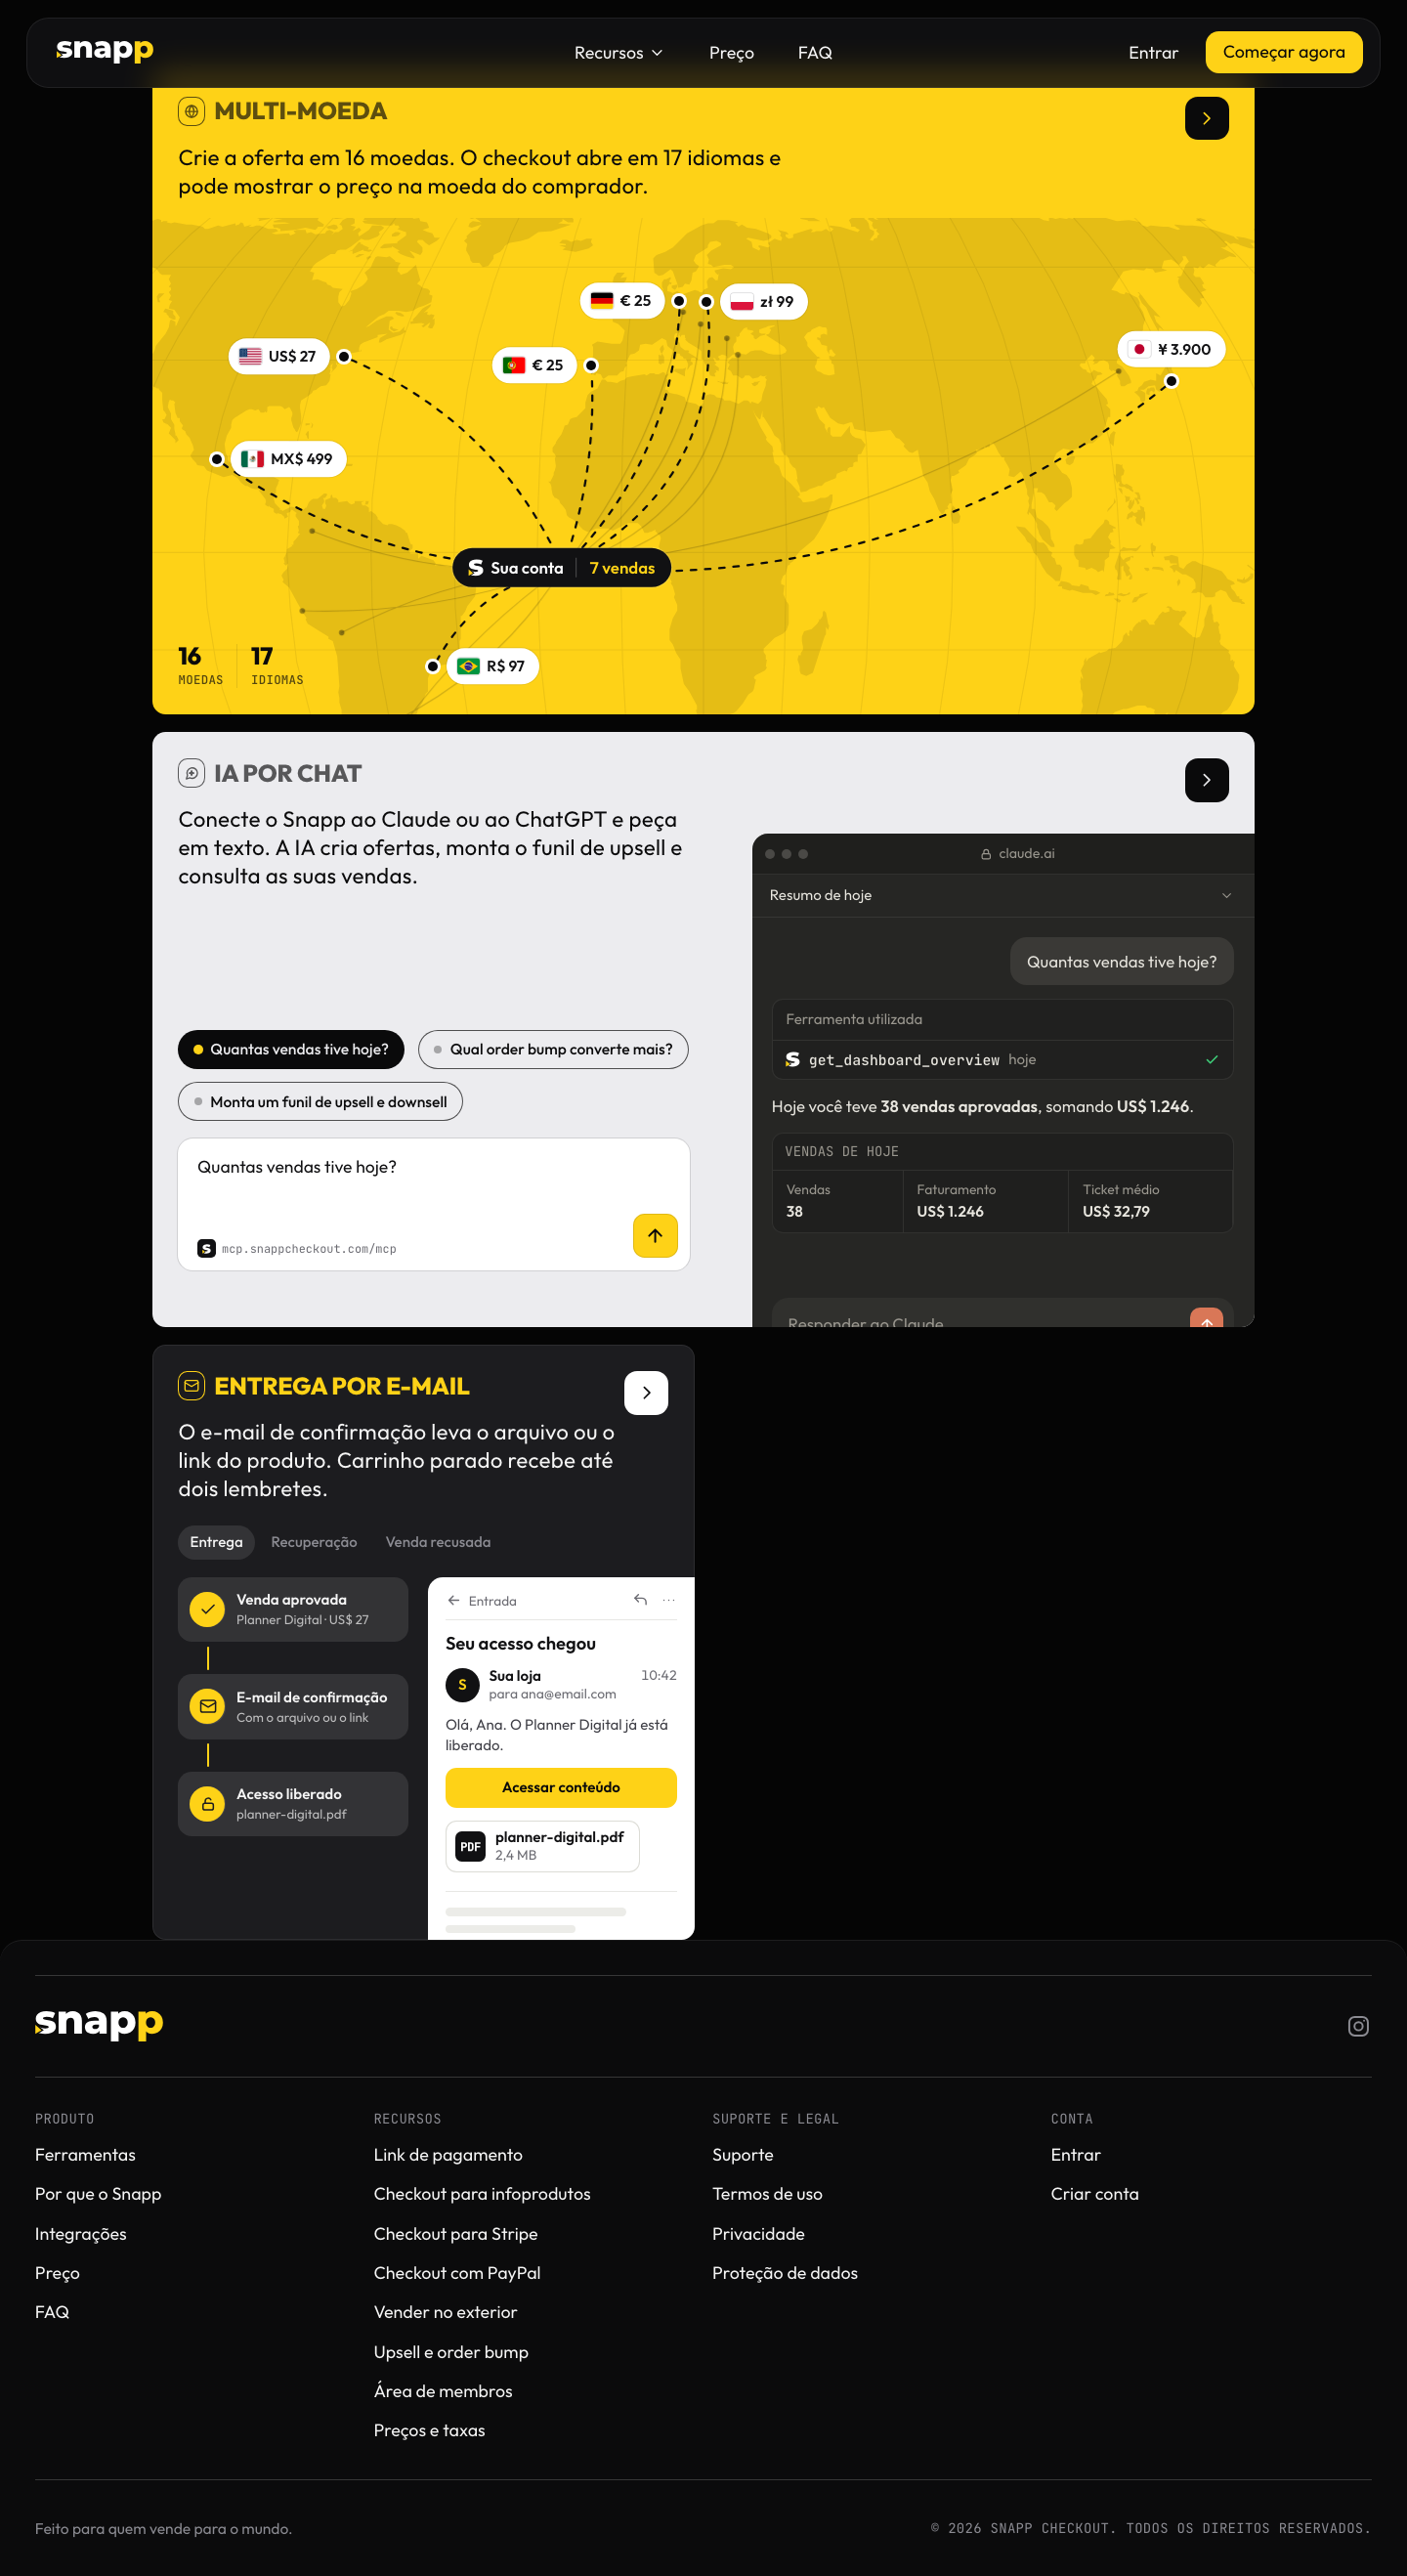 snapp
Recursos
Preço
FAQ
Entrar
Começar agora
MULTI-MOEDA
Crie a oferta em 16 moedas. O checkout abre em 17 idiomas e
pode mostrar o preço na moeda do comprador.
€ 25
zł 99
US$ 27
€ 25
¥ 3.900
MX$ 499
Sua conta
7 vendas
R$ 97
16
MOEDAS
17
IDIOMAS
IA POR CHAT
Conecte o Snapp ao Claude ou ao ChatGPT e peça
em texto. A IA cria ofertas, monta o funil de upsell e
consulta as suas vendas.
Quantas vendas tive hoje?
Qual order bump converte mais?
Monta um funil de upsell e downsell
Quantas vendas tive hoje?
mcp.snappcheckout.com/mcp
claude.ai
Resumo de hoje
Quantas vendas tive hoje?
Ferramenta utilizada
get_dashboard_overview hoje
Hoje você teve 38 vendas aprovadas, somando US$ 1.246.
VENDAS DE HOJE
Vendas
38
Faturamento
US$ 1.246
Ticket médio
US$ 32,79
Responder ao Claude
ENTREGA POR E-MAIL
O e-mail de confirmação leva o arquivo ou o
link do produto. Carrinho parado recebe até
dois lembretes.
Entrega
Recuperação
Venda recusada
Venda aprovada
Planner Digital · US$ 27
E-mail de confirmação
Com o arquivo ou o link
Acesso liberado
planner-digital.pdf
Entrada
Seu acesso chegou
S
Sua loja
10:42
para ana@email.com
Olá, Ana. O Planner Digital já está
liberado.
Acessar conteúdo
PDF
planner-digital.pdf
2,4 MB
snapp
PRODUTO
Ferramentas
Por que o Snapp
Integrações
Preço
FAQ
RECURSOS
Link de pagamento
Checkout para infoprodutos
Checkout para Stripe
Checkout com PayPal
Vender no exterior
Upsell e order bump
Área de membros
Preços e taxas
SUPORTE E LEGAL
Suporte
Termos de uso
Privacidade
Proteção de dados
CONTA
Entrar
Criar conta
Feito para quem vende para o mundo.
© 2026 SNAPP CHECKOUT. TODOS OS DIREITOS RESERVADOS.